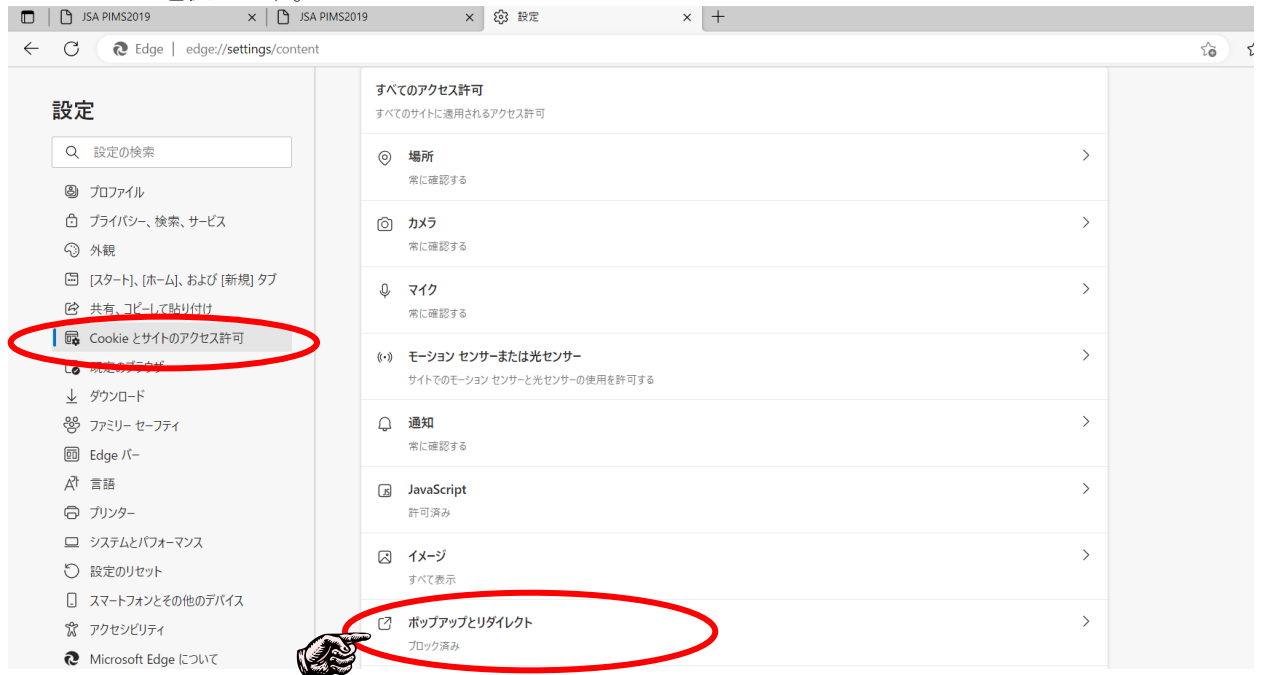 JSA PIMS2019
JSA PIMS2019
設定
Edge | edge://settings/content
設定
設定の検索
プロファイル
プライバシー、検索、サービス
外観
[スタート]、[ホーム]、および [新規] タブ
共有、コピーして貼り付け
Cookie とサイトのアクセス許可
既定のブラウザー
ダウンロード
ファミリー セーフティ
Edge バー
言語
プリンター
システムとパフォーマンス
設定のリセット
スマートフォンとその他のデバイス
アクセシビリティ
Microsoft Edge について
すべてのアクセス許可
すべてのサイトに適用されるアクセス許可
場所
常に確認する
カメラ
常に確認する
マイク
常に確認する
モーション センサーまたは光センサー
サイトでのモーション センサーと光センサーの使用を許可する
通知
常に確認する
JavaScript
許可済み
イメージ
すべて表示
ポップアップとリダイレクト
ブロック済み